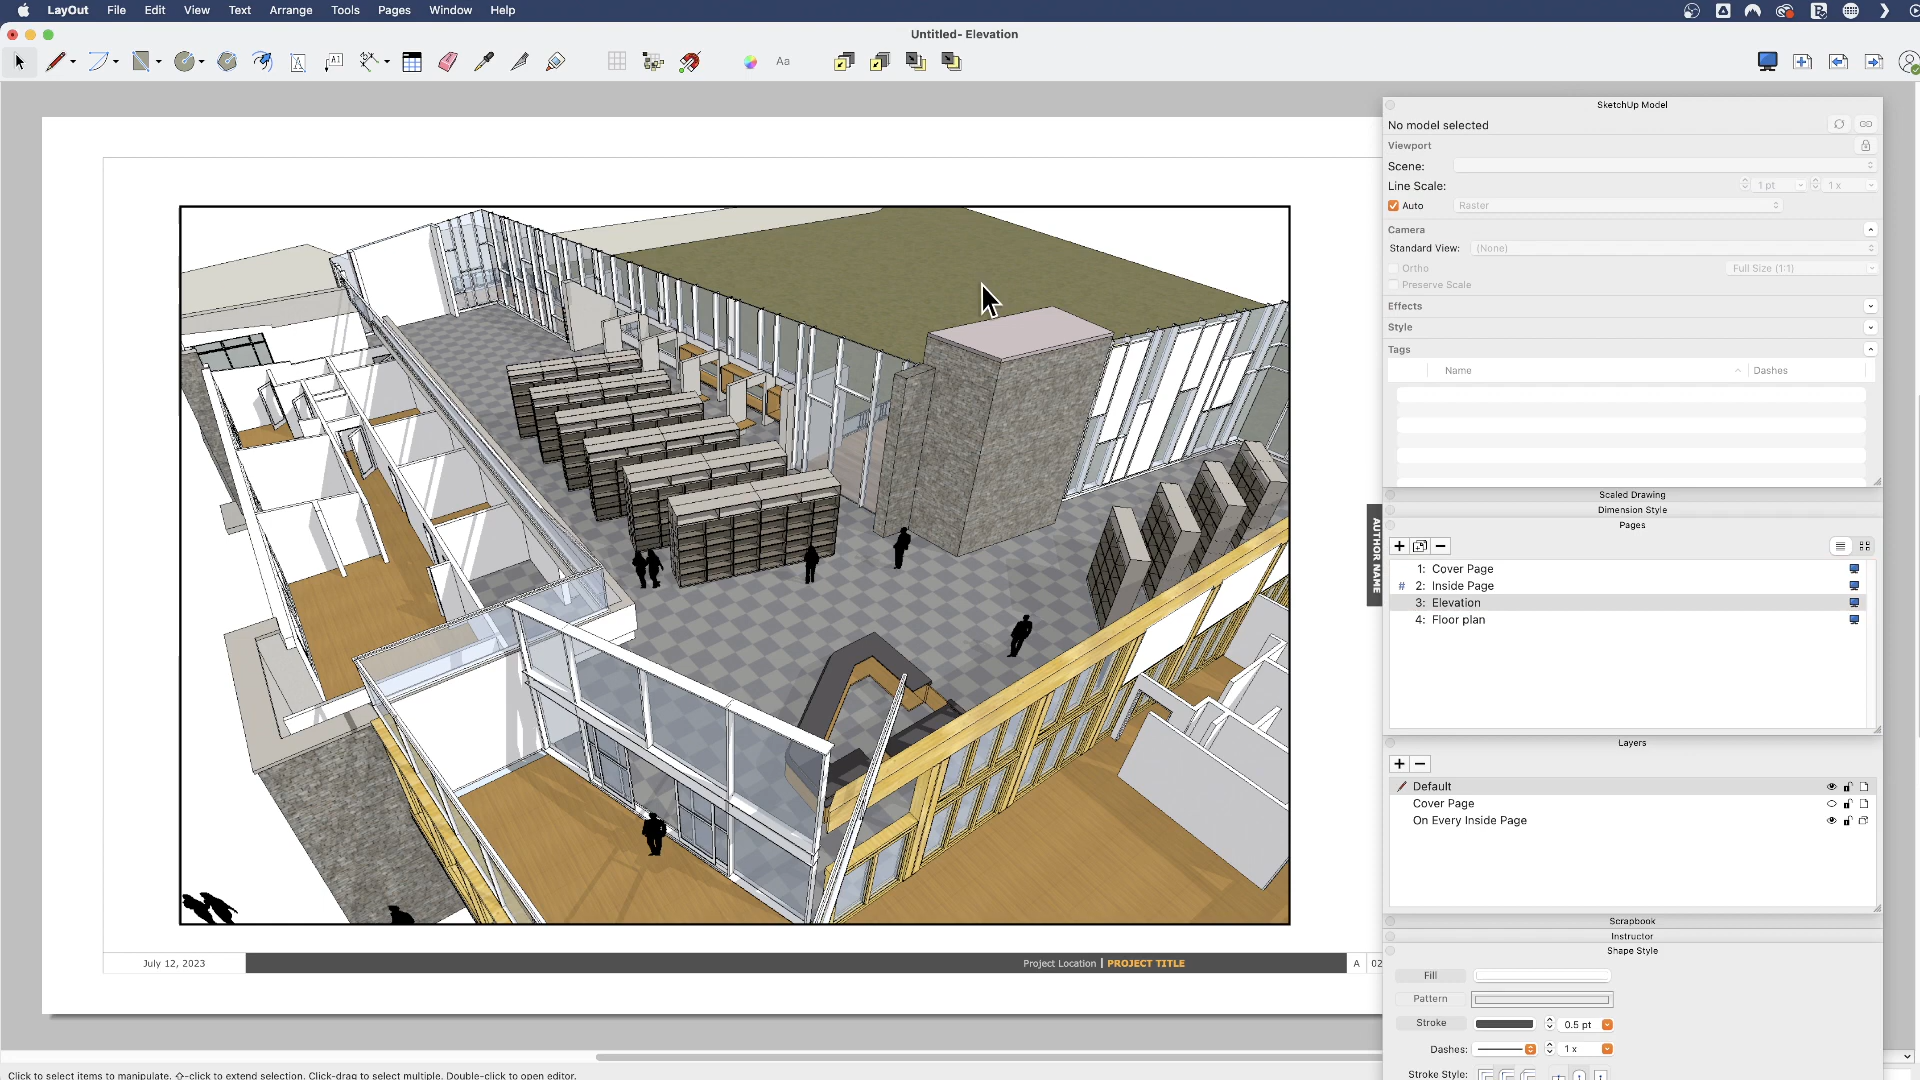 LayOut File Edit View Text Arrange Tools Pages Window Help
Untitled- Elevation
A
A1
Aa
SketchUp Model
No model selected
Viewport
Scene:
Line Scale: 1 pt 1 x
Auto Raster
Camera
Standard View: (None)
Ortho Full Size (1:1)
Preserve Scale
Effects
Style
Tags
Name Dashes
Scaled Drawing
Dimension Style
Pages
1: Cover Page
# 2: Inside Page
3: Elevation
4: Floor plan
AUTHOR NAME
Layers
Default
Cover Page
On Every Inside Page
Scrapbook
Instructor
Shape Style
Fill
Pattern
Stroke 0.5 pt
Dashes: 1 x
Stroke Style:
July 12, 2023 Project Location | PROJECT TITLE A 02
Click to select items to manipulate. ⇧-click to extend selection. Click-drag to select multiple. Double-click to open editor.